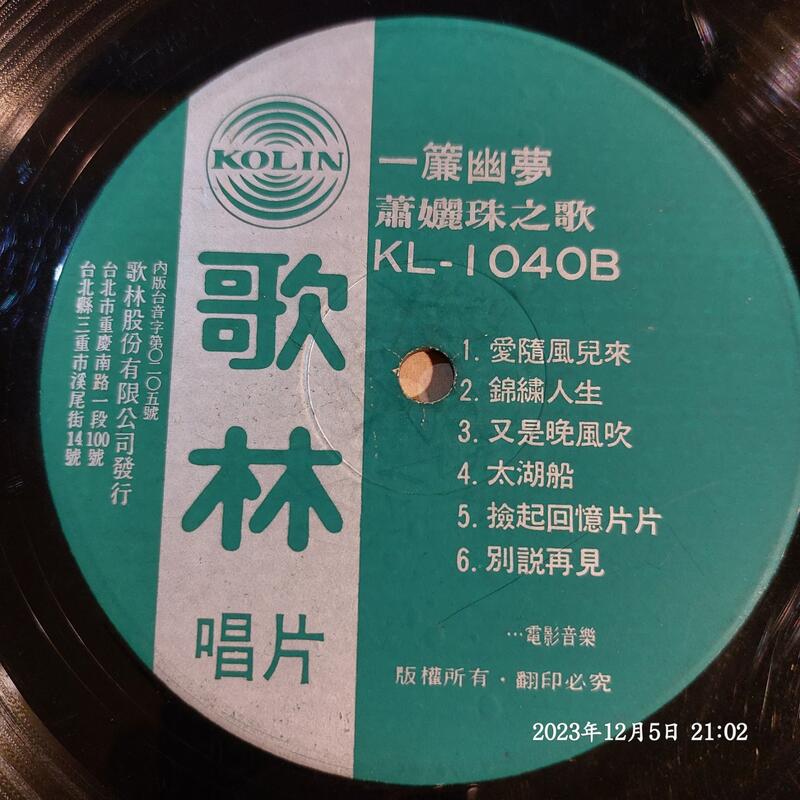 KOLIN
歌林
唱片
一簾幽夢
蕭孋珠之歌
KL-1040B
1. 愛隨風兒來
2. 錦繡人生
3. 又是晚風吹
4. 太湖船
5. 撿起回憶片片
6. 別説再見
…電影音樂
版權所有・翻印必究
內版台音字第〇二〇五號
歌林股份有限公司發行
台北市重慶南路一段100號
台北縣三重市溪尾街14號
2023年12月5日 21:02